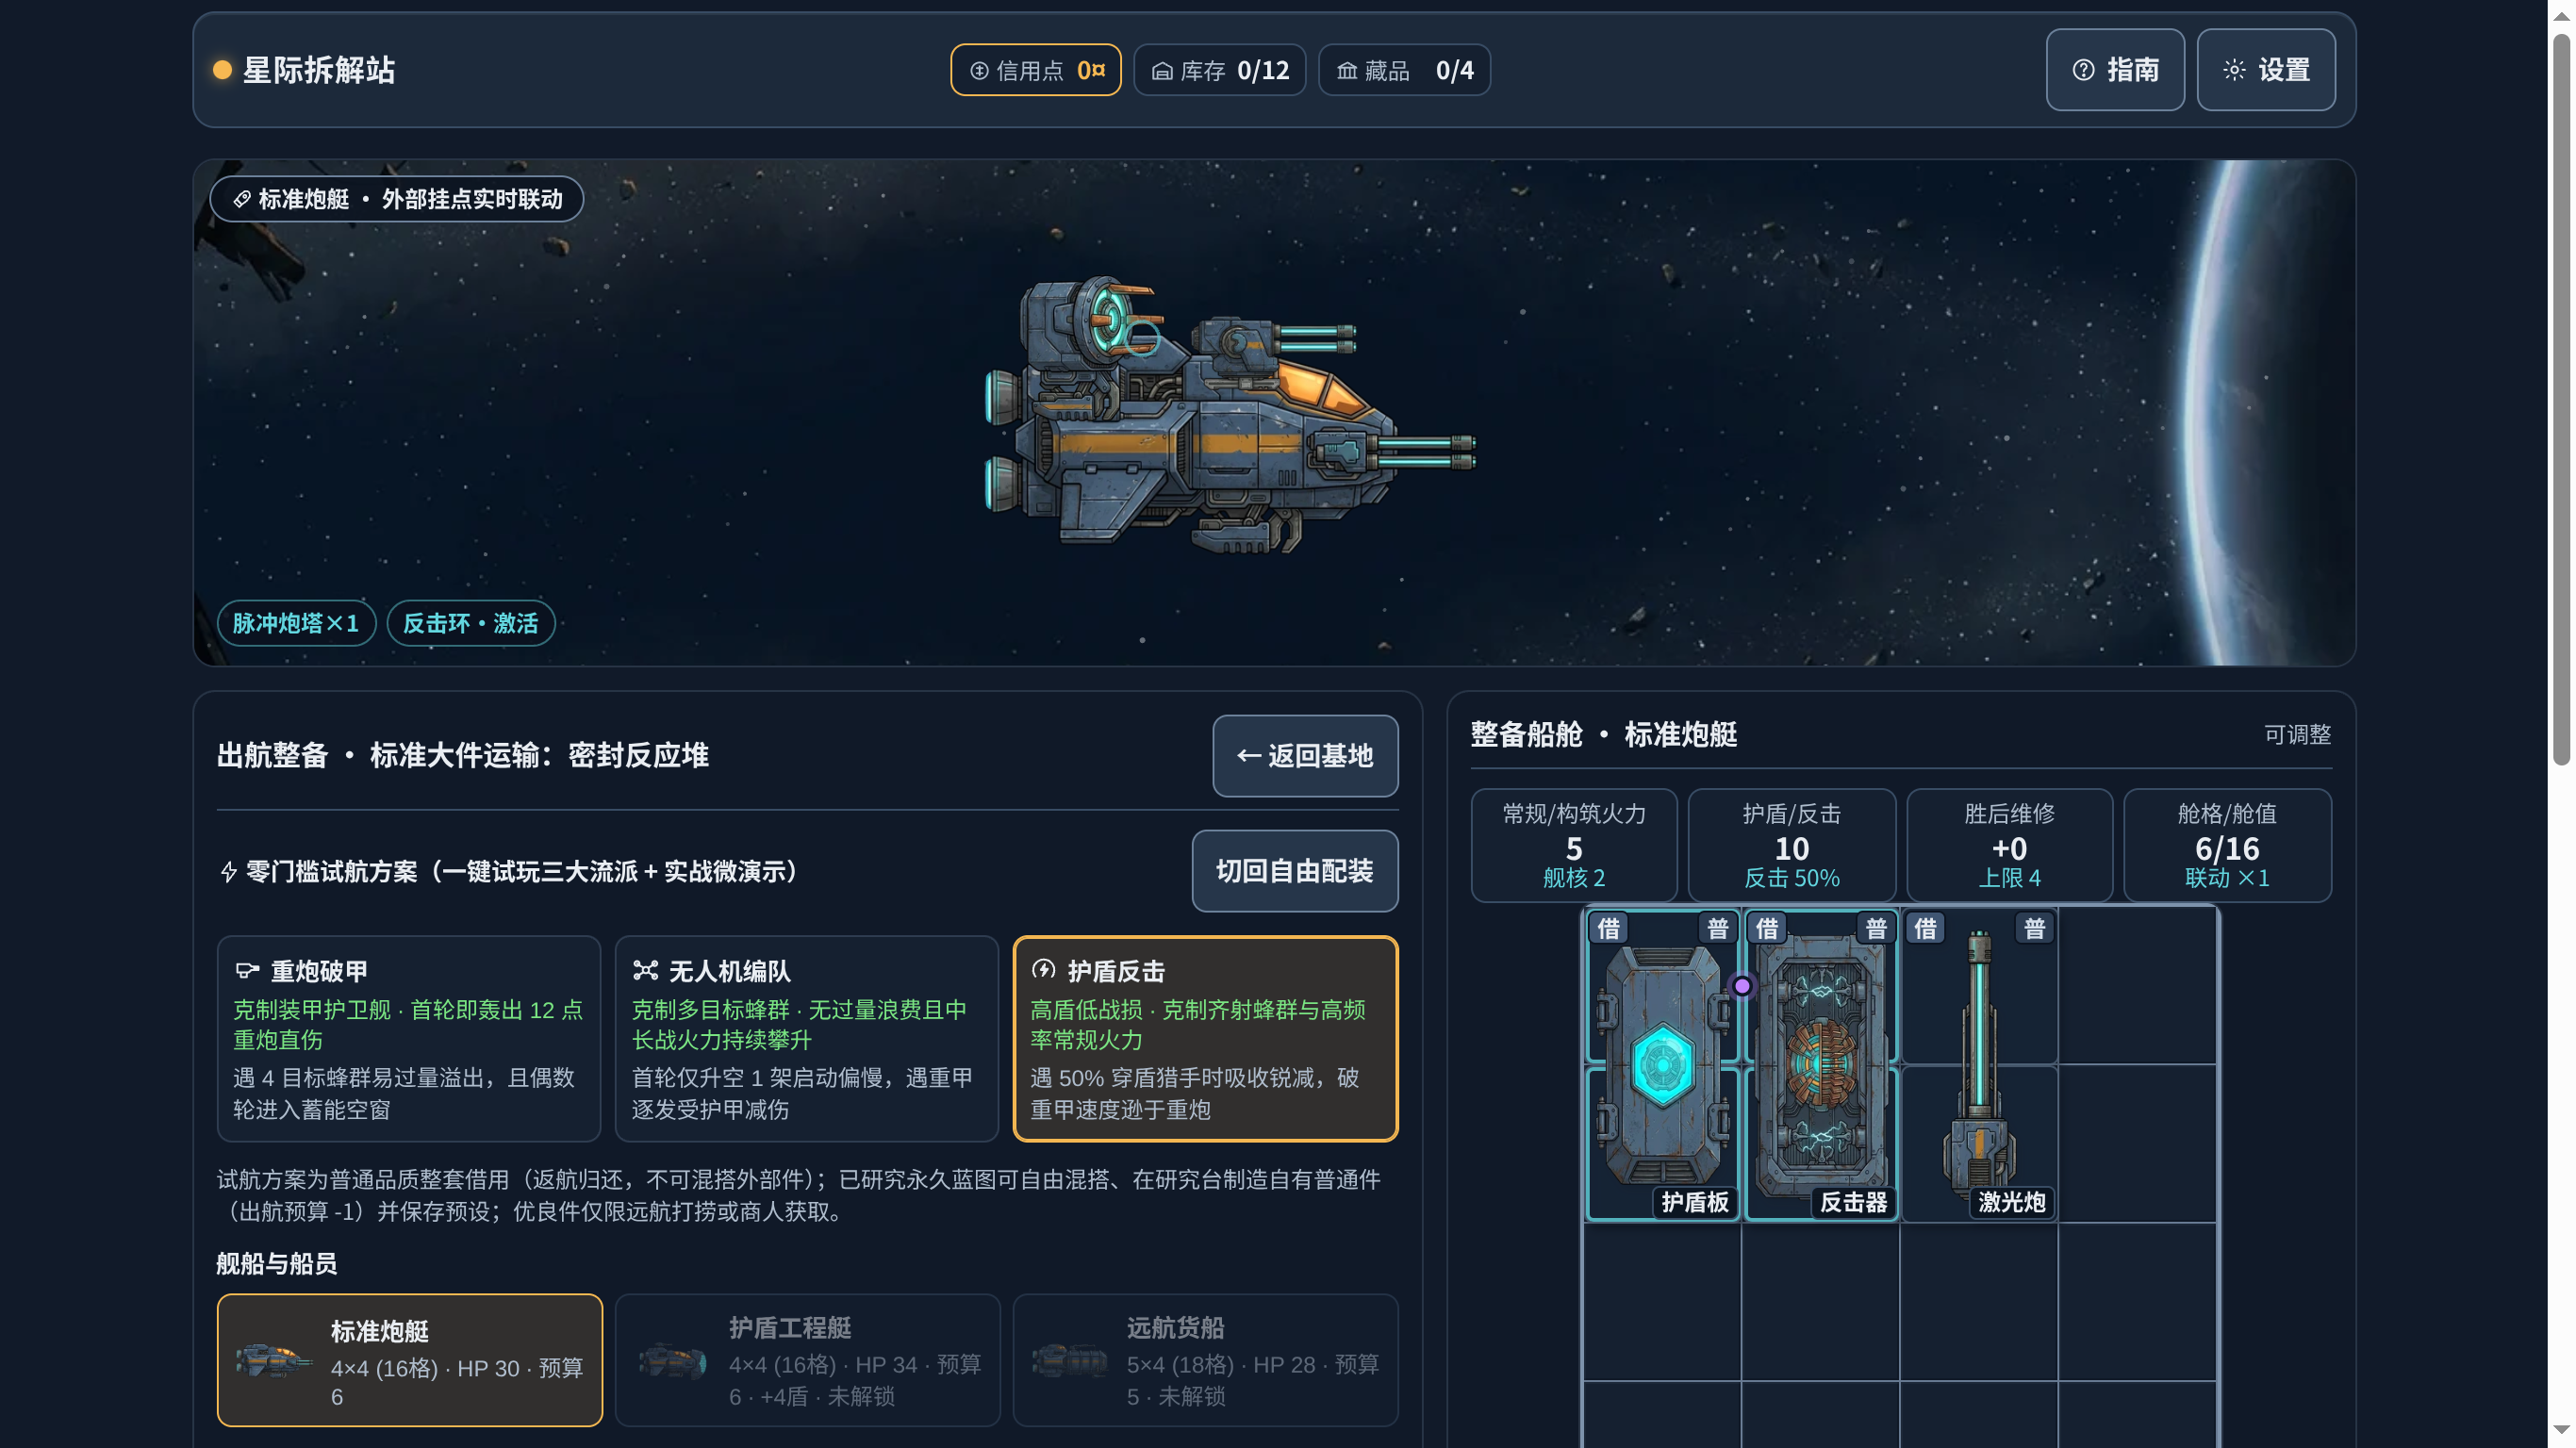 星际拆解站
信用点 0¤
库存 0/12
藏品 0/4
指南
设置
标准炮艇 · 外部挂点实时联动
脉冲炮塔×1
反击环·激活
出航整备 · 标准大件运输：密封反应堆
← 返回基地
零门槛试航方案（一键试玩三大流派 + 实战微演示）
切回自由配装
重炮破甲
克制装甲护卫舰 · 首轮即轰出 12 点
重炮直伤
遇 4 目标蜂群易过量溢出，且偶数
轮进入蓄能空窗
无人机编队
克制多目标蜂群 · 无过量浪费且中
长战火力持续攀升
首轮仅升空 1 架启动偏慢，遇重甲
逐发受护甲减伤
护盾反击
高盾低战损 · 克制齐射蜂群与高频
率常规火力
遇 50% 穿盾猎手时吸收锐减，破
重甲速度逊于重炮
试航方案为普通品质整套借用（返航归还，不可混搭外部件）；已研究永久蓝图可自由混搭、在研究台制造自有普通件
（出航预算 -1）并保存预设；优良件仅限远航打捞或商人获取。
舰船与船员
标准炮艇
4×4 (16格) · HP 30 · 预算
6
护盾工程艇
4×4 (16格) · HP 34 · 预算
6 · +4盾 · 未解锁
远航货船
5×4 (18格) · HP 28 · 预算
5 · 未解锁
整备船舱 · 标准炮艇
可调整
常规/构筑火力
5
舰核 2
护盾/反击
10
反击 50%
胜后维修
+0
上限 4
舱格/舱值
6/16
联动 ×1
借 普 借 普 借 普
护盾板 反击器 激光炮